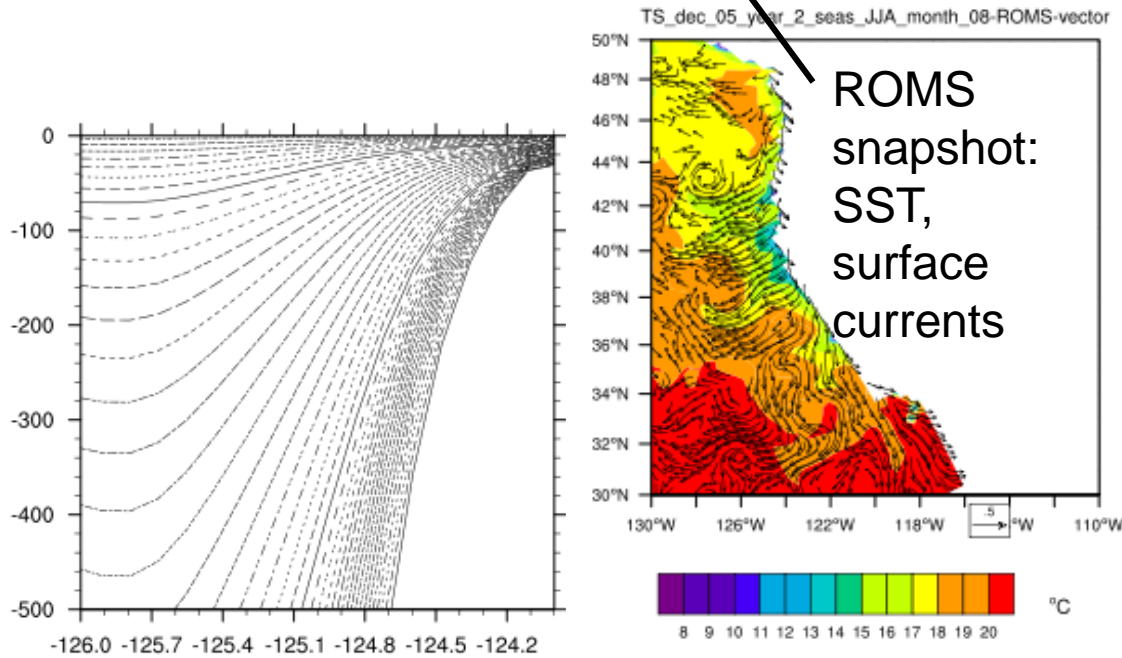 TS_dec_05_year_2_seas_JJA_month_08-ROMS-vector
0
-100
-200
-300
-400
-500
-126.0 -125.7 -125.4 -125.1 -124.8 -124.5 -124.2
50°N
48°N
46°N
44°N
42°N
40°N
38°N
36°N
34°N
32°N
30°N
130°W 126°W 122°W 118°W °W 110°W
.5
ROMS
snapshot:
SST,
surface
currents
8 9 10 11 12 13 14 15 16 17 18 19 20
°C